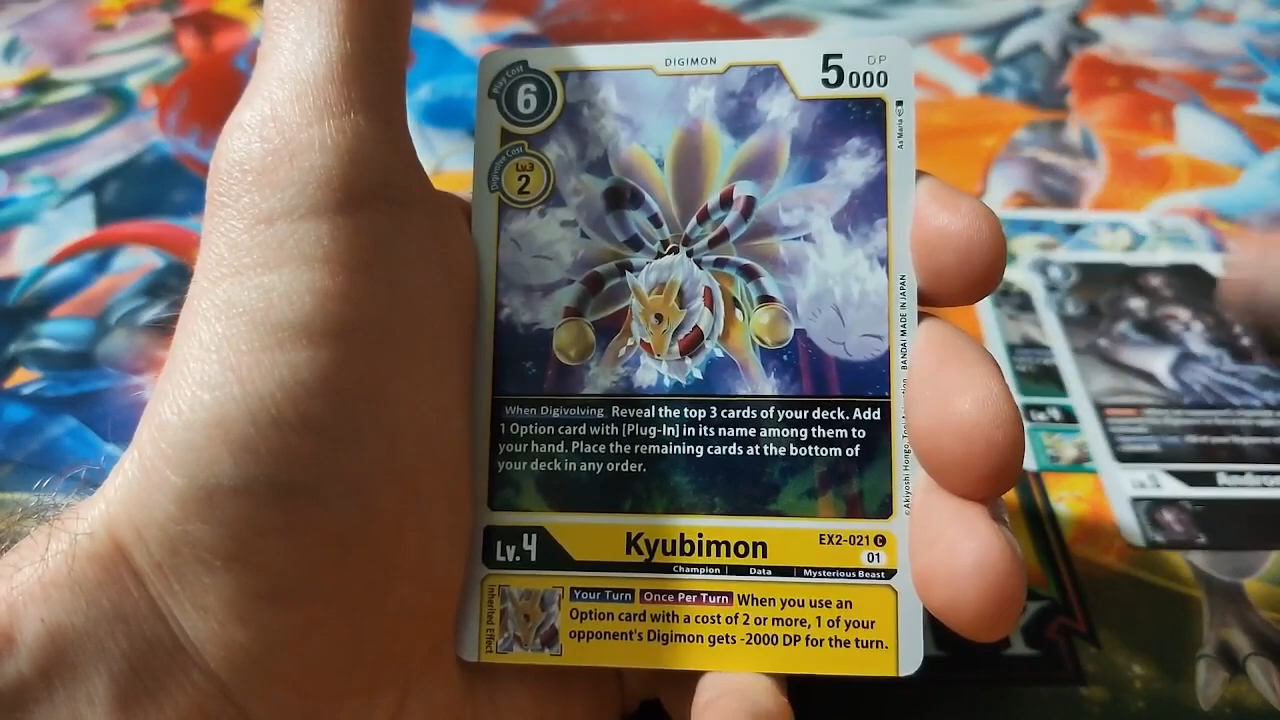 DIGIMON
Play Cost
6
DP
5000
Digivolve Cost
Lv.3
2
As'Maria
When Digivolving Reveal the top 3 cards of your deck. Add
1 Option card with [Plug-In] in its name among them to
your hand. Place the remaining cards at the bottom of
your deck in any order.
©Akiyoshi Hongo, Toei Animation
BANDAI MADE IN JAPAN
Lv.4
Kyubimon
EX2-021 C
01
Champion | Data | Mysterious Beast
Inherited Effect
Your Turn Once Per Turn When you use an
Option card with a cost of 2 or more, 1 of your
opponent's Digimon gets -2000 DP for the turn.
Lv.4